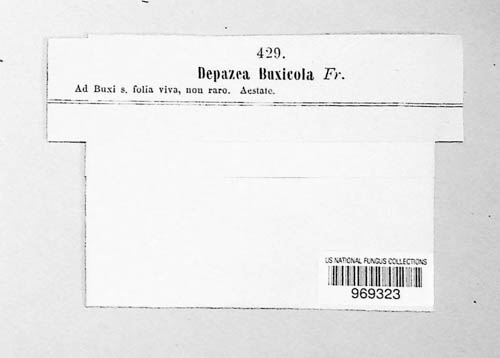 429.
Depazea Buxicola Fr.
Ad Buxi s. folia viva, non raro. Aestate.
US NATIONAL FUNGUS COLLECTIONS
969323